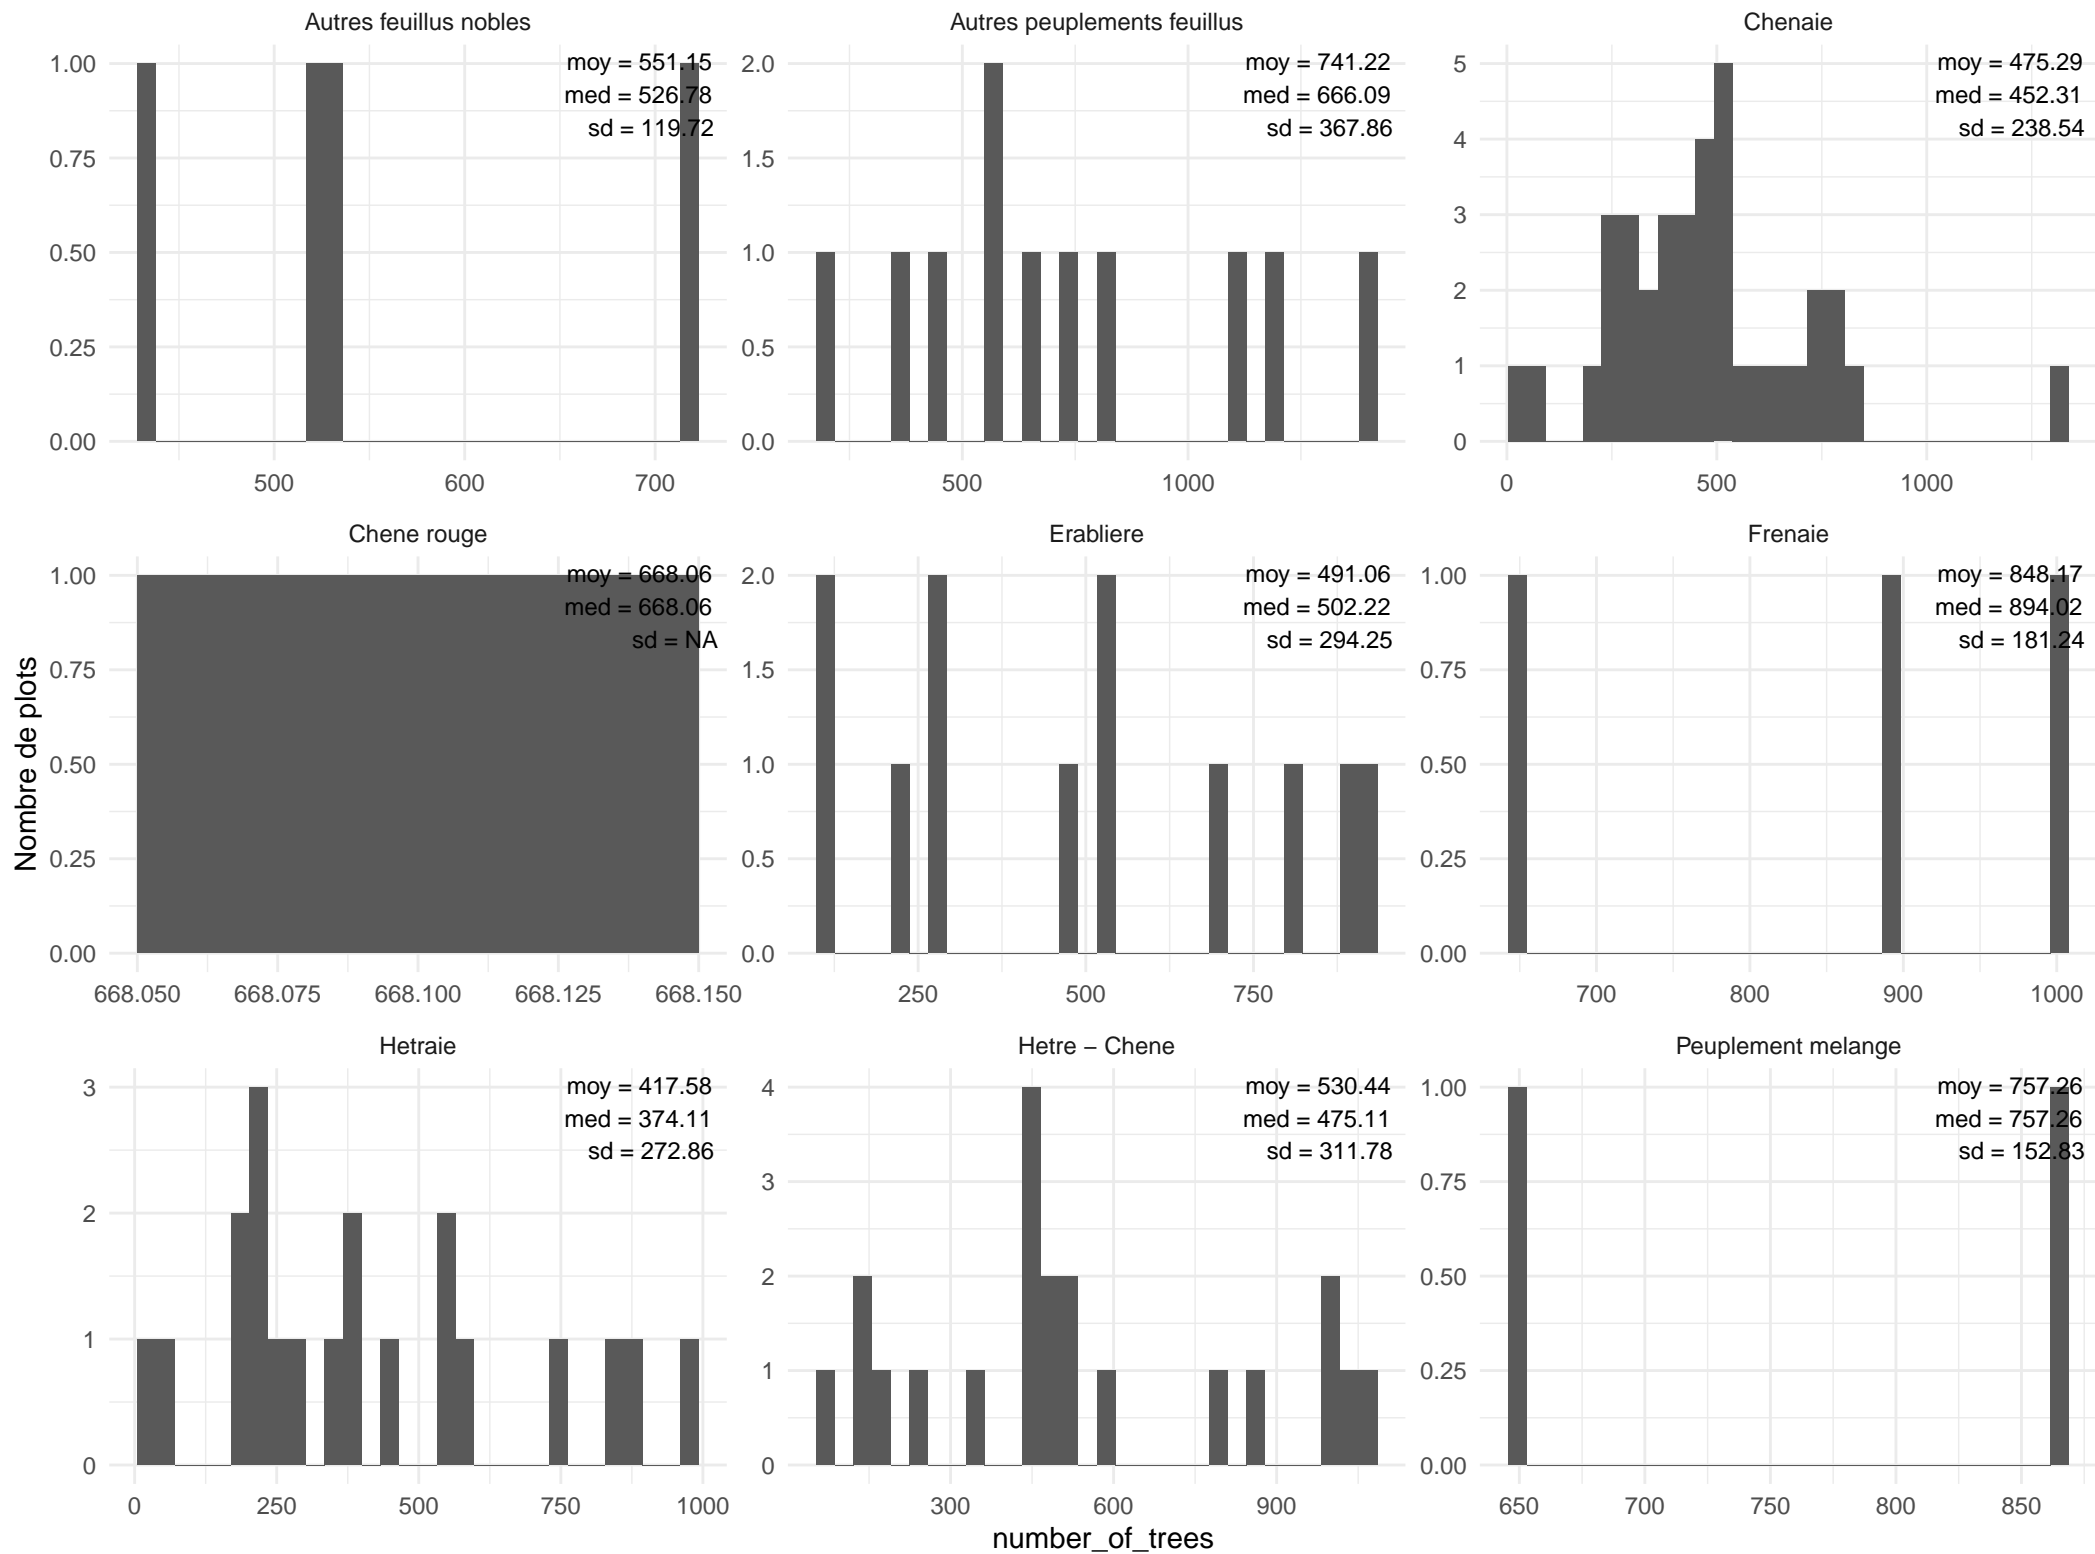 Autres feuillus nobles
moy = 551.15
med = 526.78
sd = 119.72
1.00
0.75
0.50
0.25
0.00
500 600 700
Autres peuplements feuillus
moy = 741.22
med = 666.09
sd = 367.86
2.0
1.5
1.0
0.5
0.0
500 1000
Chenaie
moy = 475.29
med = 452.31
sd = 238.54
5
4
3
2
1
0
0 500 1000
Nombre de plots
Chene rouge
moy = 668.06
med = 668.06
sd = NA
1.00
0.75
0.50
0.25
0.00
668.050 668.075 668.100 668.125 668.150
Erabliere
moy = 491.06
med = 502.22
sd = 294.25
2.0
1.5
1.0
0.5
0.0
250 500 750
Frenaie
moy = 848.17
med = 894.02
sd = 181.24
1.00
0.75
0.50
0.25
0.00
700 800 900 1000
Hetraie
moy = 417.58
med = 374.11
sd = 272.86
3
2
1
0
0 250 500 750 1000
Hetre − Chene
moy = 530.44
med = 475.11
sd = 311.78
4
3
2
1
0
300 600 900
Peuplement melange
moy = 757.26
med = 757.26
sd = 152.83
1.00
0.75
0.50
0.25
0.00
650 700 750 800 850
number_of_trees